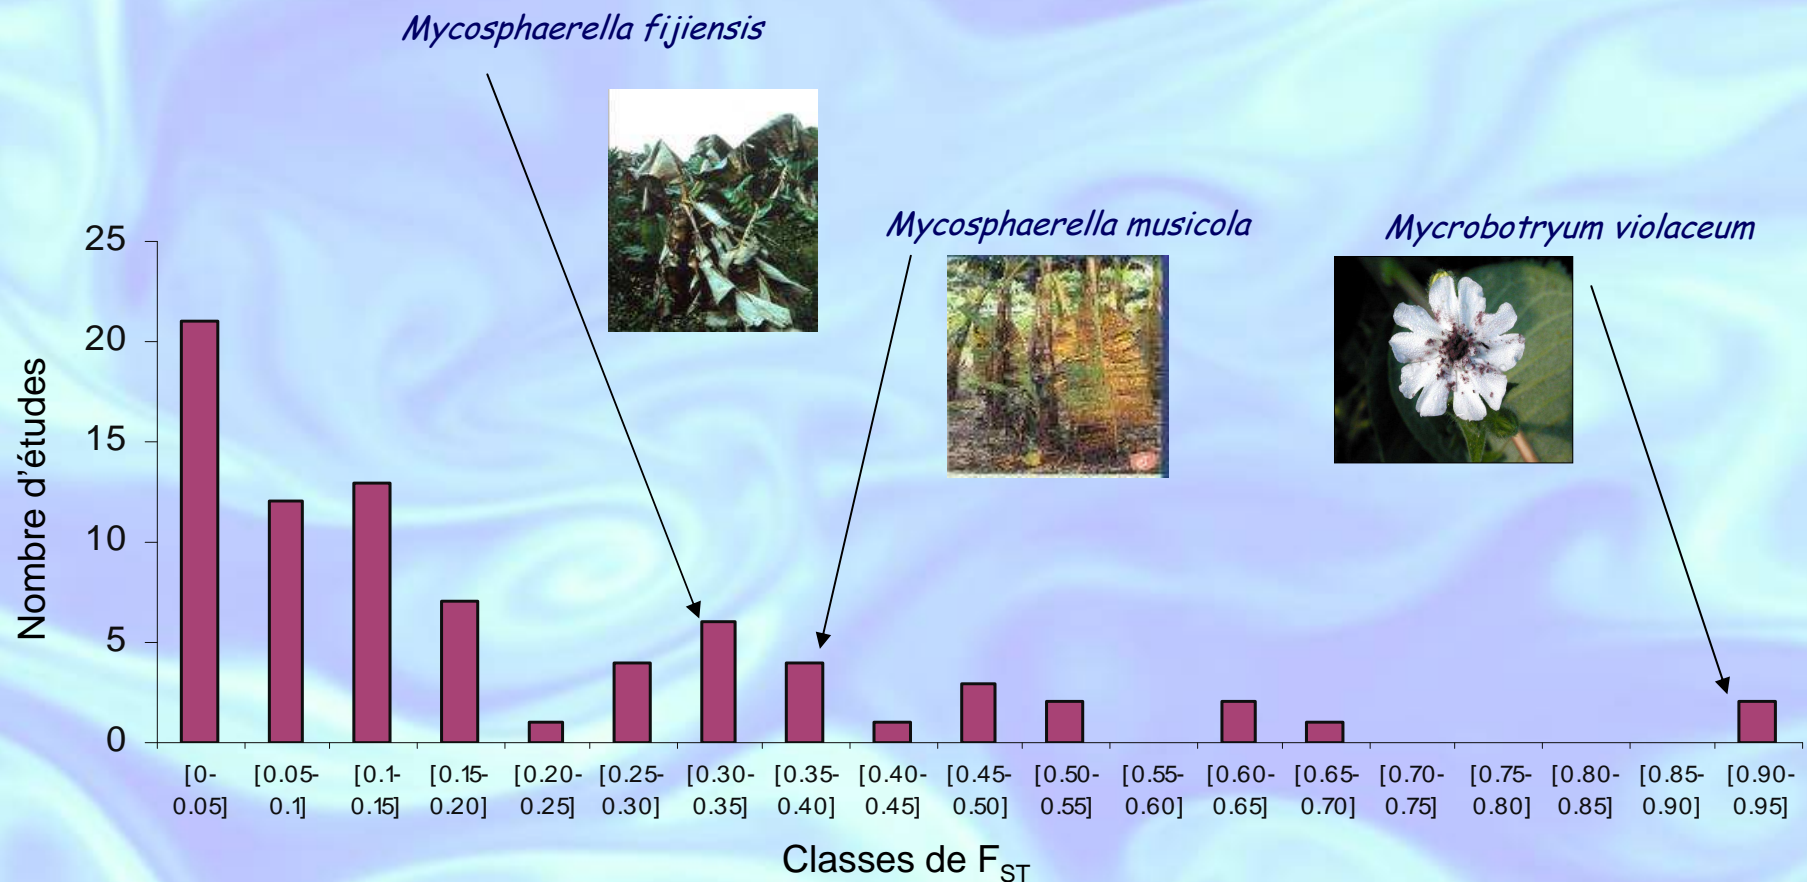 Mycosphaerella fijiensis
Mycosphaerella musicola
Mycrobotryum violaceum
Nombre d'études
25
20
15
10
5
0
[0- [0.05- [0.1- [0.15- [0.20- [0.25- [0.30- [0.35- [0.40- [0.45- [0.50- [0.55- [0.60- [0.65- [0.70- [0.75- [0.80- [0.85- [0.90-
0.05] 0.1] 0.15] 0.20] 0.25] 0.30] 0.35] 0.40] 0.45] 0.50] 0.55] 0.60] 0.65] 0.70] 0.75] 0.80] 0.85] 0.90] 0.95]
Classes de FST